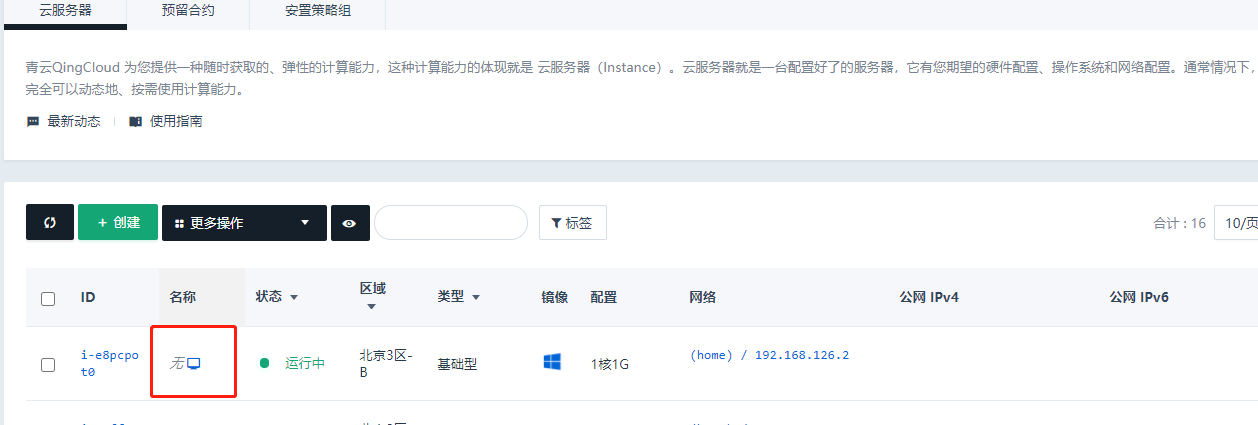 云服务器 预留合约 安置策略组
青云QingCloud 为您提供一种随时获取的、弹性的计算能力，这种计算能力的体现就是 云服务器（Instance）。云服务器就是一台配置好了的服务器，它有您期望的硬件配置、操作系统和网络配置。通常情况下，
完全可以动态地、按需使用计算能力。
最新动态 使用指南
+ 创建 更多操作 标签 合计 : 16 10/页
ID 名称 状态 区域 类型 镜像 配置 网络 公网 IPv4 公网 IPv6
i-e8pcpo 北京3区- (home) / 192.168.126.2
t0 无 运行中 B 基础型 1核1G